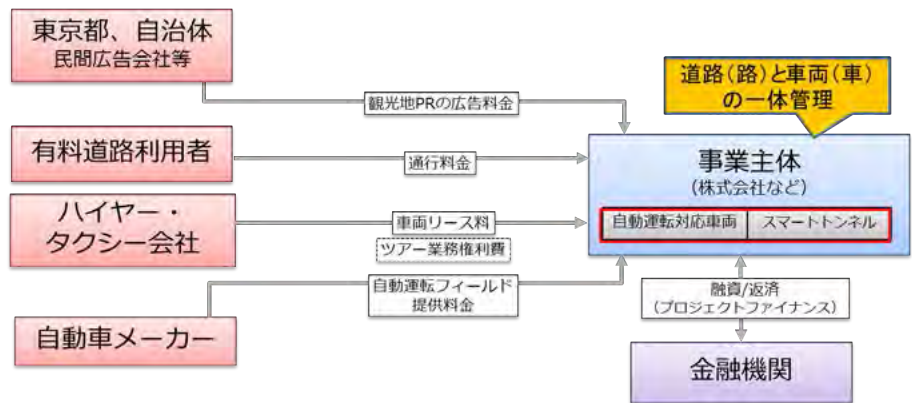 東京都、自治体
民間広告会社等
観光地PRの広告料金
道路(路)と車両(車)
の一体管理
有料道路利用者
通行料金
事業主体
(株式会社など)
自動運転対応車両
スマートトンネル
ハイヤー・
タクシー会社
車両リース料
ツアー業務権利費
自動運転フィールド
提供料金
自動車メーカー
融資/返済
(プロジェクトファイナンス)
金融機関